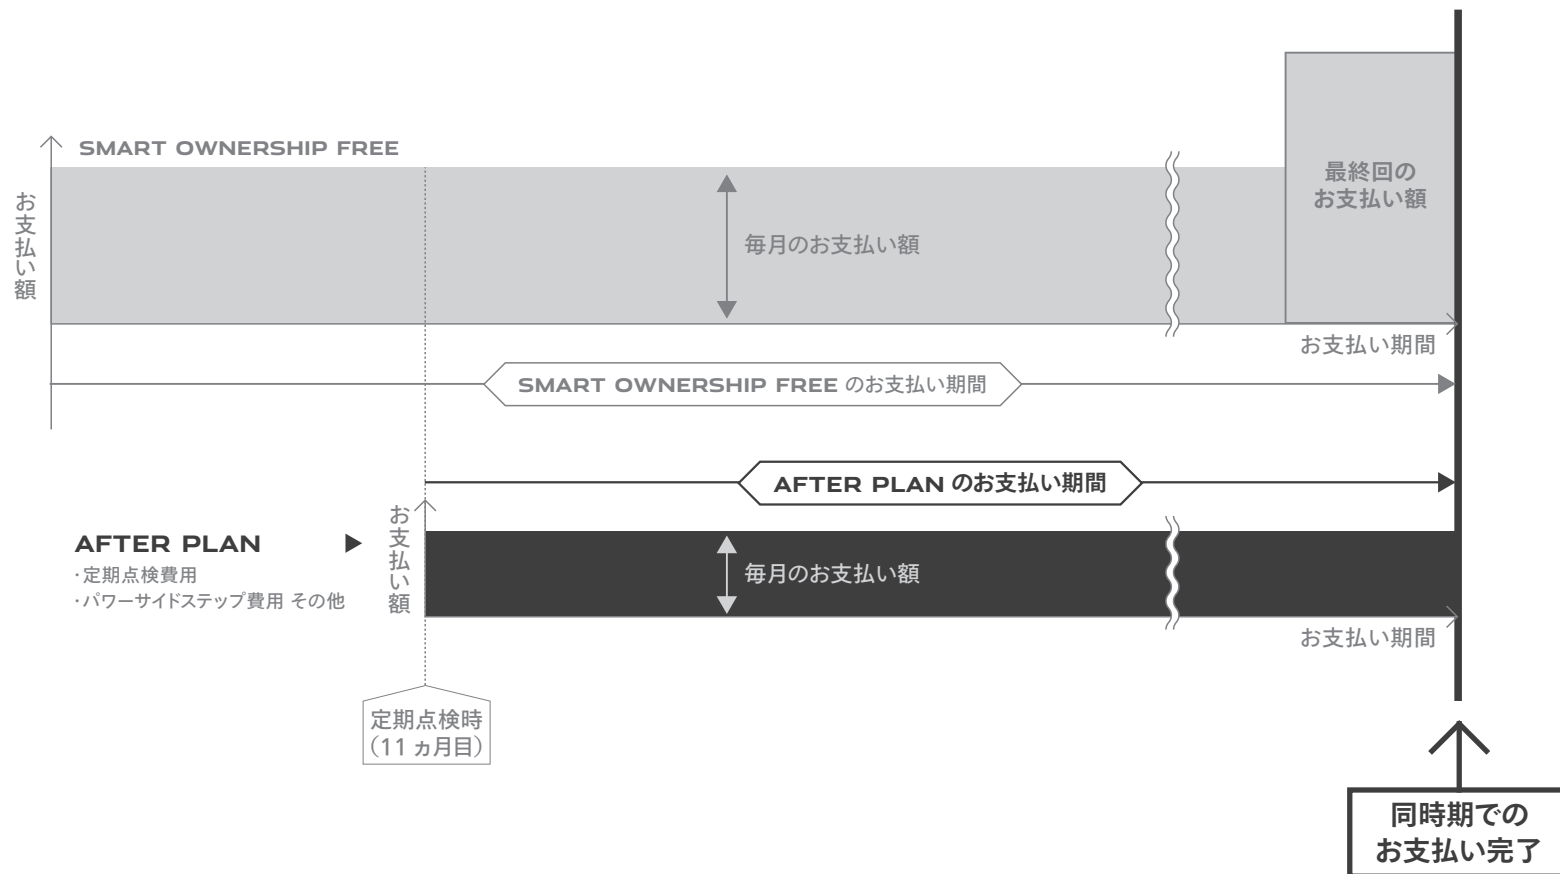 SMART OWNERSHIP FREE
お支払い額
毎月のお支払い額
最終回の
お支払い額
お支払い期間
SMART OWNERSHIP FREE のお支払い期間
AFTER PLAN のお支払い期間
AFTER PLAN
・定期点検費用
・パワーサイドステップ費用 その他
お支払い額
毎月のお支払い額
お支払い期間
定期点検時
（11 ヵ月目）
同時期での
お支払い完了